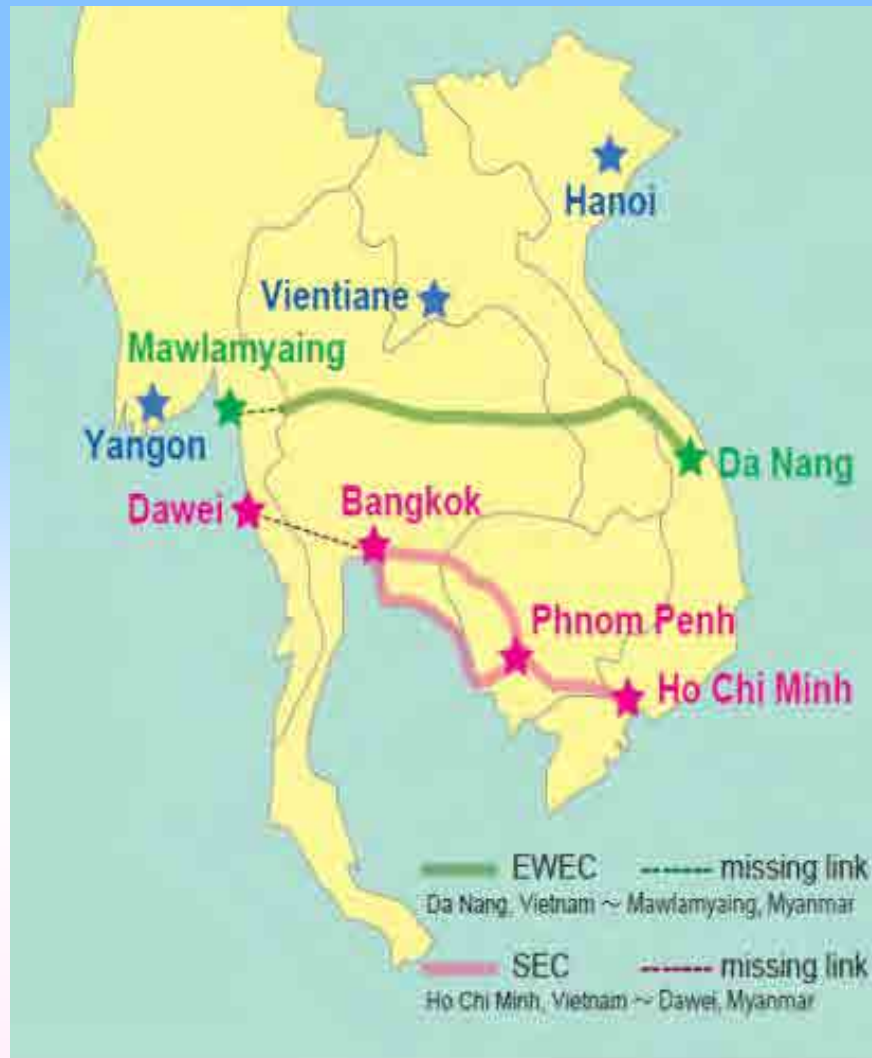 Hanoi
Vientiane
Mawlamyaing
Yangon
Da Nang
Dawei
Bangkok
Phnom Penh
Ho Chi Minh
EWEC missing link
Da Nang, Vietnam ～ Mawlamyaing, Myanmar
SEC missing link
Ho Chi Minh, Vietnam ～ Dawei, Myanmar